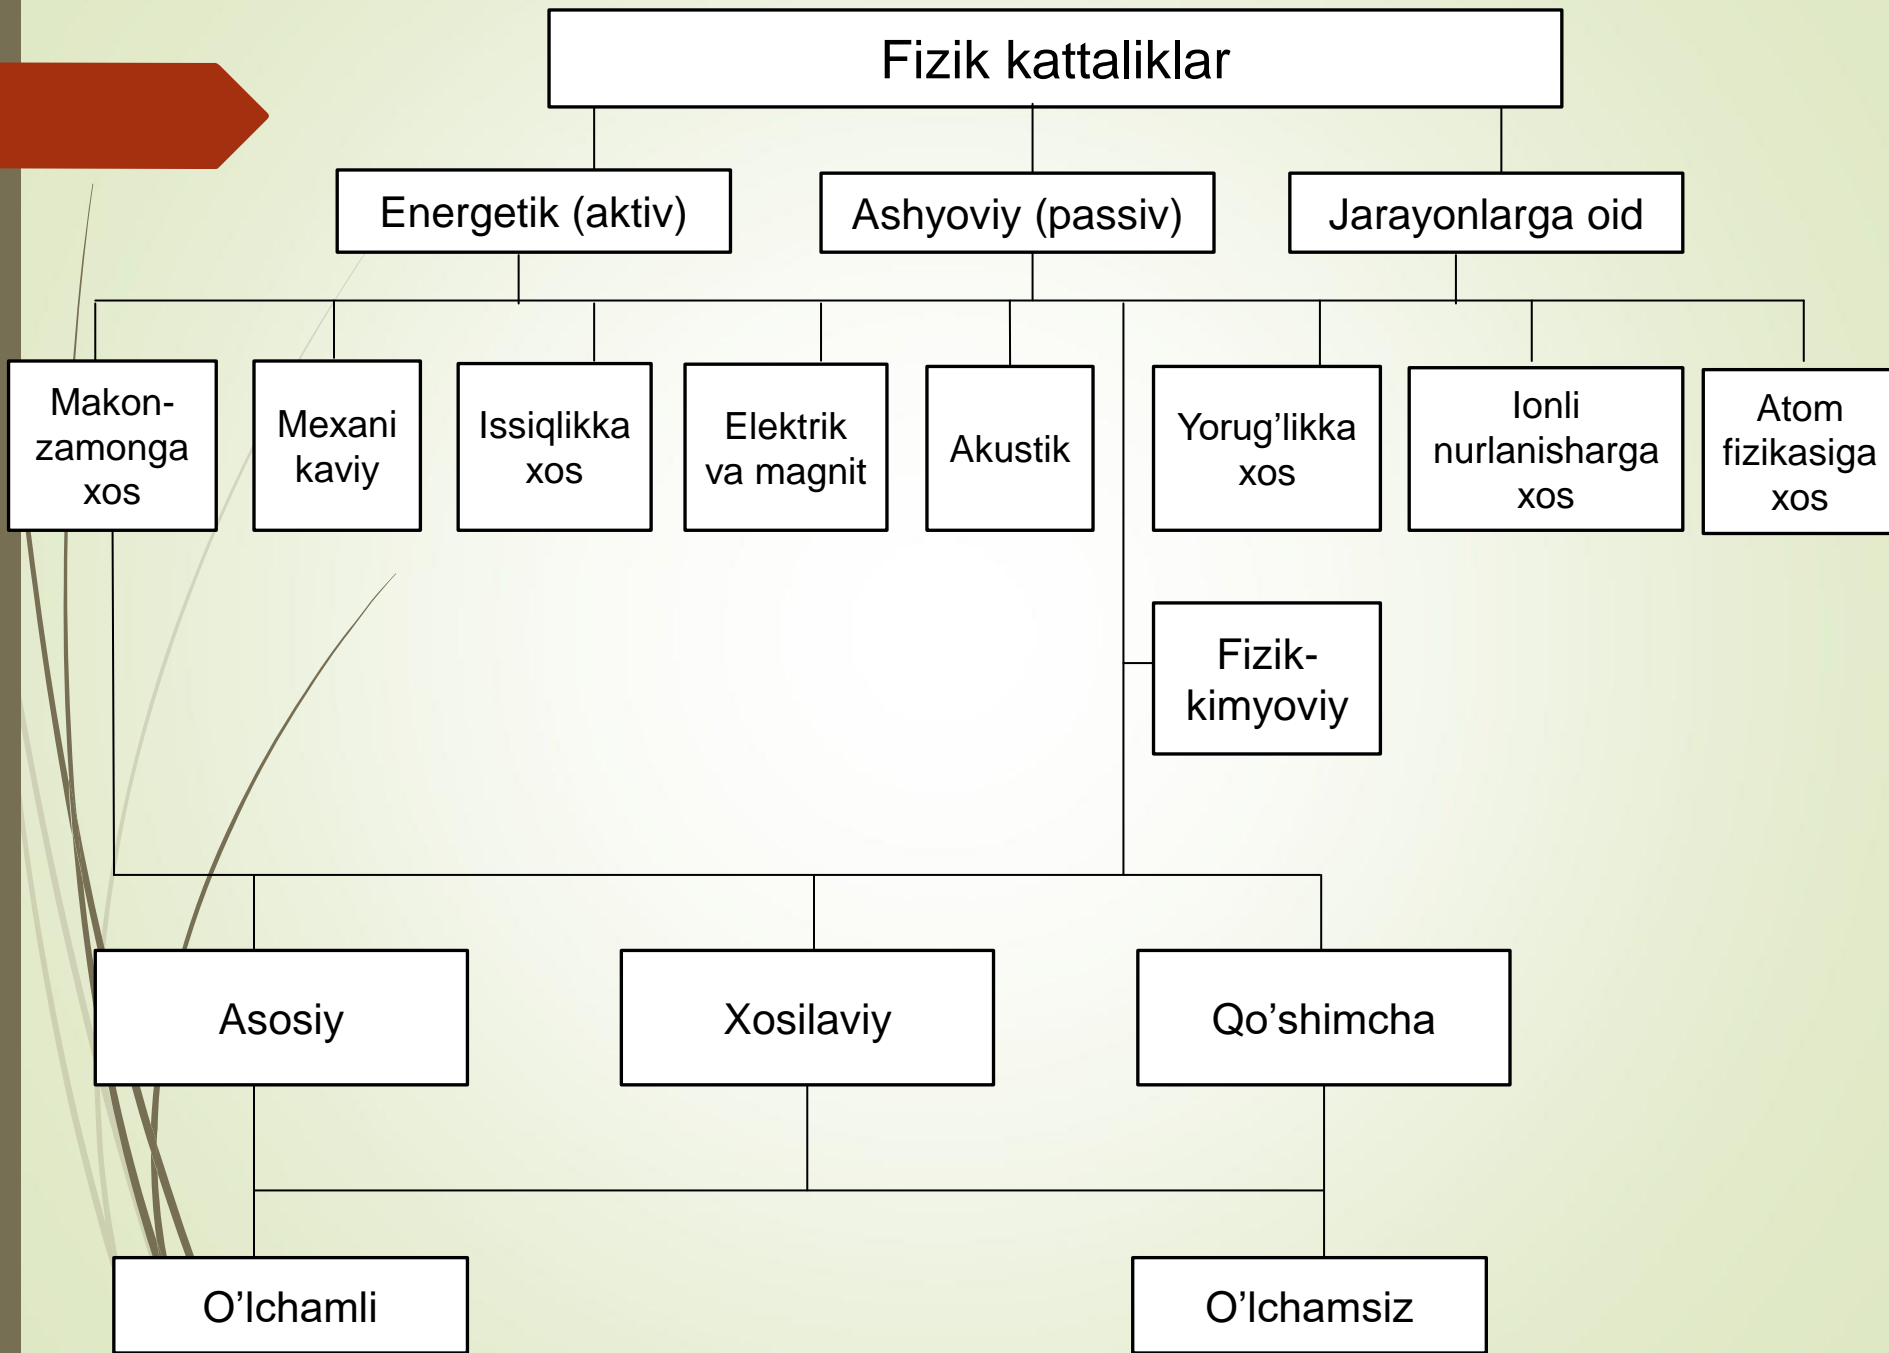 Fizik kattaliklar
Energetik (aktiv)
Ashyoviy (passiv)
Jarayonlarga oid
Makon-
zamonga
xos
Mexani
kaviy
Issiqlikka
xos
Elektrik
va magnit
Akustik
Yorug’likka
xos
Ionli
nurlanisharga
xos
Atom
fizikasiga
xos
Fizik-
kimyoviy
Asosiy
Xosilaviy
Qo’shimcha
O’lchamli
O’lchamsiz